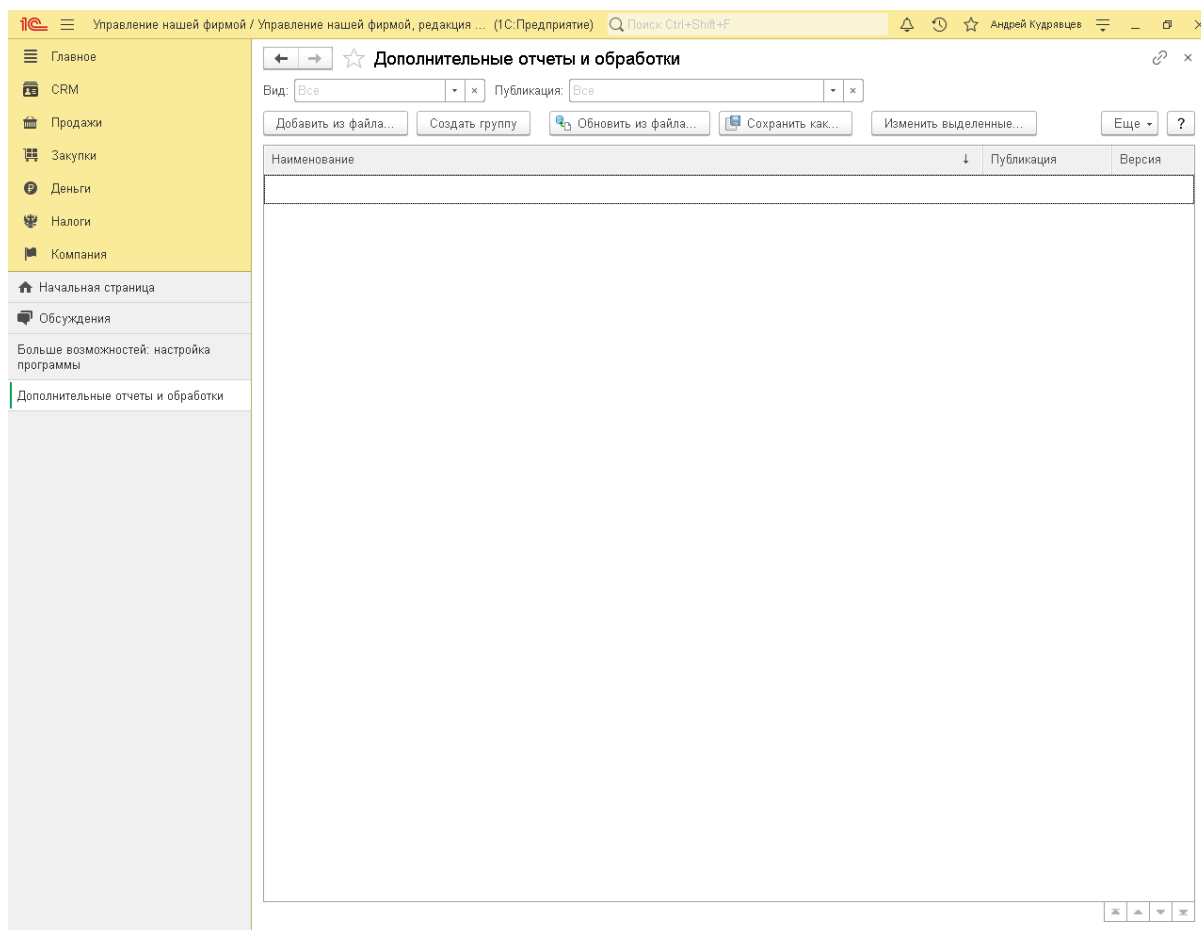 1С Управление нашей фирмой / Управление нашей фирмой, редакция ... (1С:Предприятие) Поиск Ctrl+Shift+F Андрей Кудрявцев
Главное
CRM
Продажи
Закупки
Деньги
Налоги
Компания
Начальная страница
Обсуждения
Больше возможностей: настройка
программы
Дополнительные отчеты и обработки
Дополнительные отчеты и обработки
Вид: Все Публикация: Все
Добавить из файла... Создать группу Обновить из файла... Сохранить как... Изменить выделенные... Еще ?
Наименование Публикация Версия